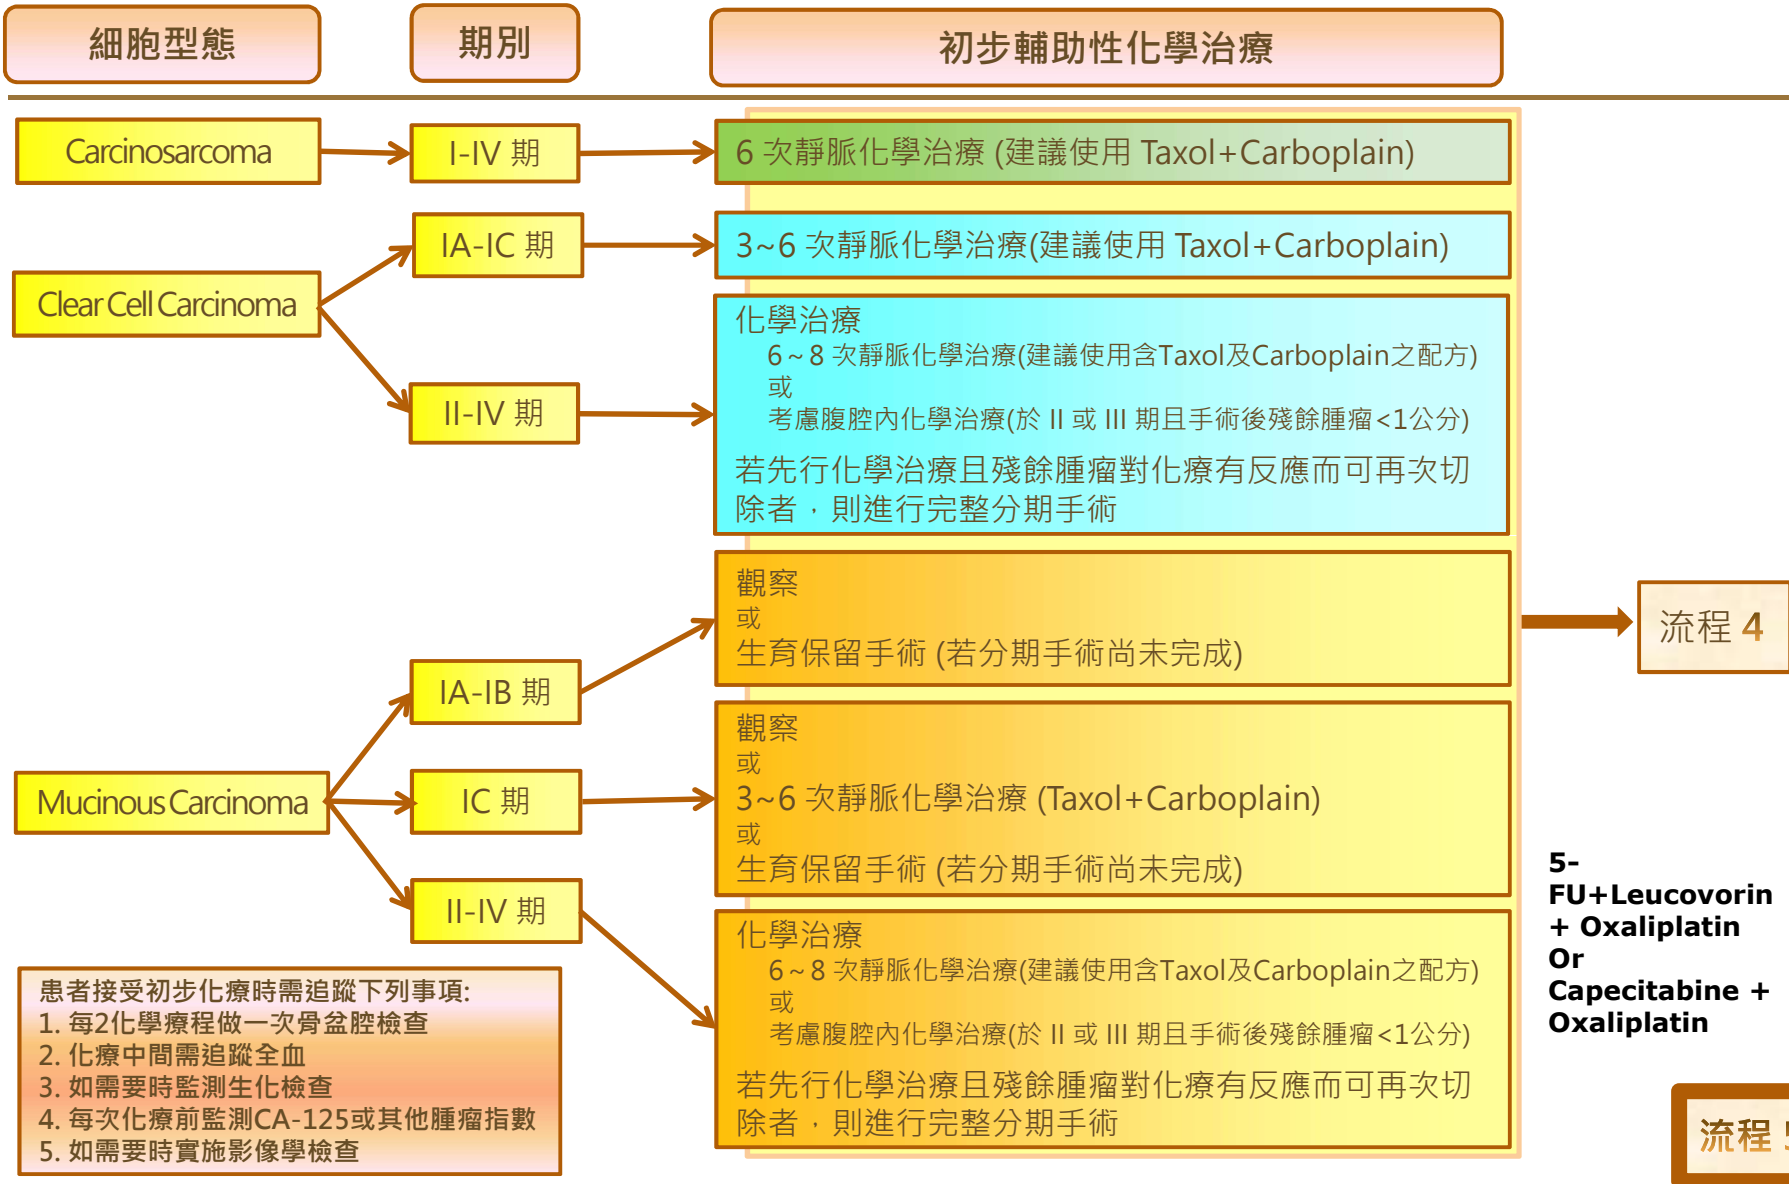 細胞型態
期別
初步輔助性化學治療
Carcinosarcoma
I-IV 期
6 次靜脈化學治療 (建議使用 Taxol+Carboplain)
Clear Cell Carcinoma
IA-IC 期
3~6 次靜脈化學治療(建議使用 Taxol+Carboplain)
II-IV 期
化學治療
6~8 次靜脈化學治療(建議使用含Taxol及Carboplain之配方)
或
考慮腹腔內化學治療(於 II 或 III 期且手術後殘餘腫瘤<1公分)
若先行化學治療且殘餘腫瘤對化療有反應而可再次切
除者，則進行完整分期手術
Mucinous Carcinoma
IA-IB 期
觀察
或
生育保留手術 (若分期手術尚未完成)
IC 期
觀察
或
3~6 次靜脈化學治療 (Taxol+Carboplain)
或
生育保留手術 (若分期手術尚未完成)
II-IV 期
化學治療
6~8 次靜脈化學治療(建議使用含Taxol及Carboplain之配方)
或
考慮腹腔內化學治療(於 II 或 III 期且手術後殘餘腫瘤<1公分)
若先行化學治療且殘餘腫瘤對化療有反應而可再次切
除者，則進行完整分期手術
流程 4
5-
FU+Leucovorin
+ Oxaliplatin
Or
Capecitabine +
Oxaliplatin
患者接受初步化療時需追蹤下列事項:
1. 每2化學療程做一次骨盆腔檢查
2. 化療中間需追蹤全血
3. 如需要時監測生化檢查
4. 每次化療前監測CA-125或其他腫瘤指數
5. 如需要時實施影像學檢查
流程